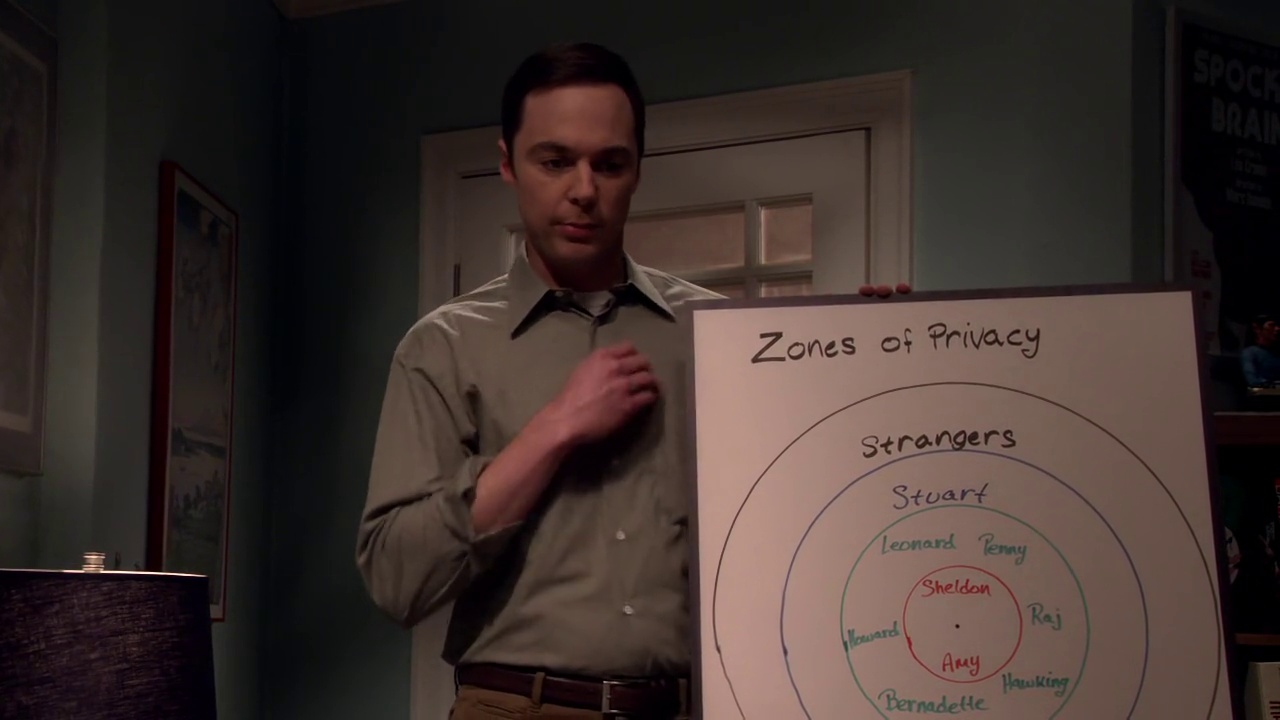 SPOCK
BRAIN
Zones of Privacy
Strangers
Stuart
Leonard Penny
Sheldon
Raj
Howard
Amy
Hawking
Bernadette